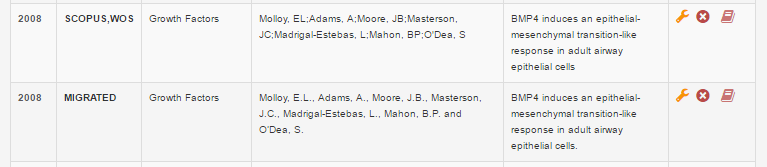 2008 SCOPUS,WOS Growth Factors Molloy, EL;Adams, A;Moore, JB;Masterson, BMP4 induces an epithelial-
JC;Madrigal-Estebas, L;Mahon, BP;O'Dea, S mesenchymal transition-like
response in adult airway
epithelial cells
2008 MIGRATED Growth Factors Molloy, E.L., Adams, A., Moore, J.B., Masterson, BMP4 induces an epithelial-
J.C., Madrigal-Estebas, L., Mahon, B.P. and mesenchymal transition-like
O'Dea, S. response in adult airway
epithelial cells.